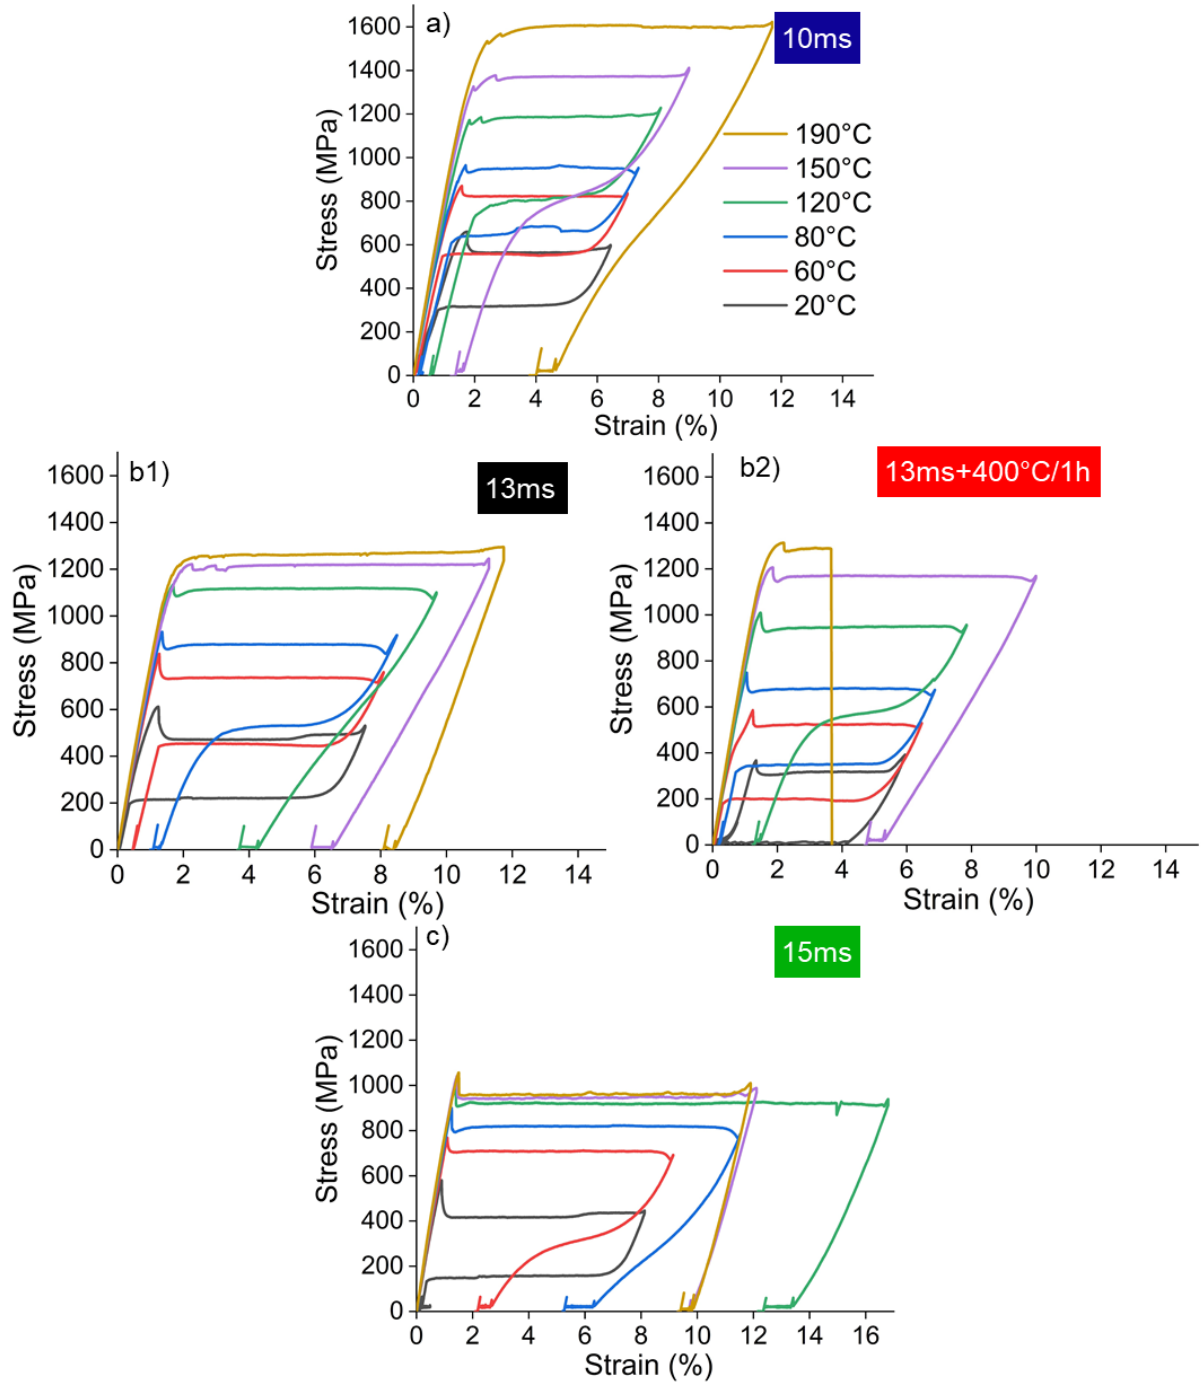 a)
10ms
1600
1400
1200
1000
800
600
400
200
0
Stress (MPa)
190°C
150°C
120°C
80°C
60°C
20°C
0 2 4 6 8 10 12 14
Strain (%)
b1)
13ms
1600
1400
1200
1000
800
600
400
200
0
Stress (MPa)
0 2 4 6 8 10 12 14
Strain (%)
b2)
13ms+400°C/1h
1600
1400
1200
1000
800
600
400
200
0
Stress (MPa)
0 2 4 6 8 10 12 14
Strain (%)
c)
15ms
1600
1400
1200
1000
800
600
400
200
0
Stress (MPa)
0 2 4 6 8 10 12 14 16
Strain (%)